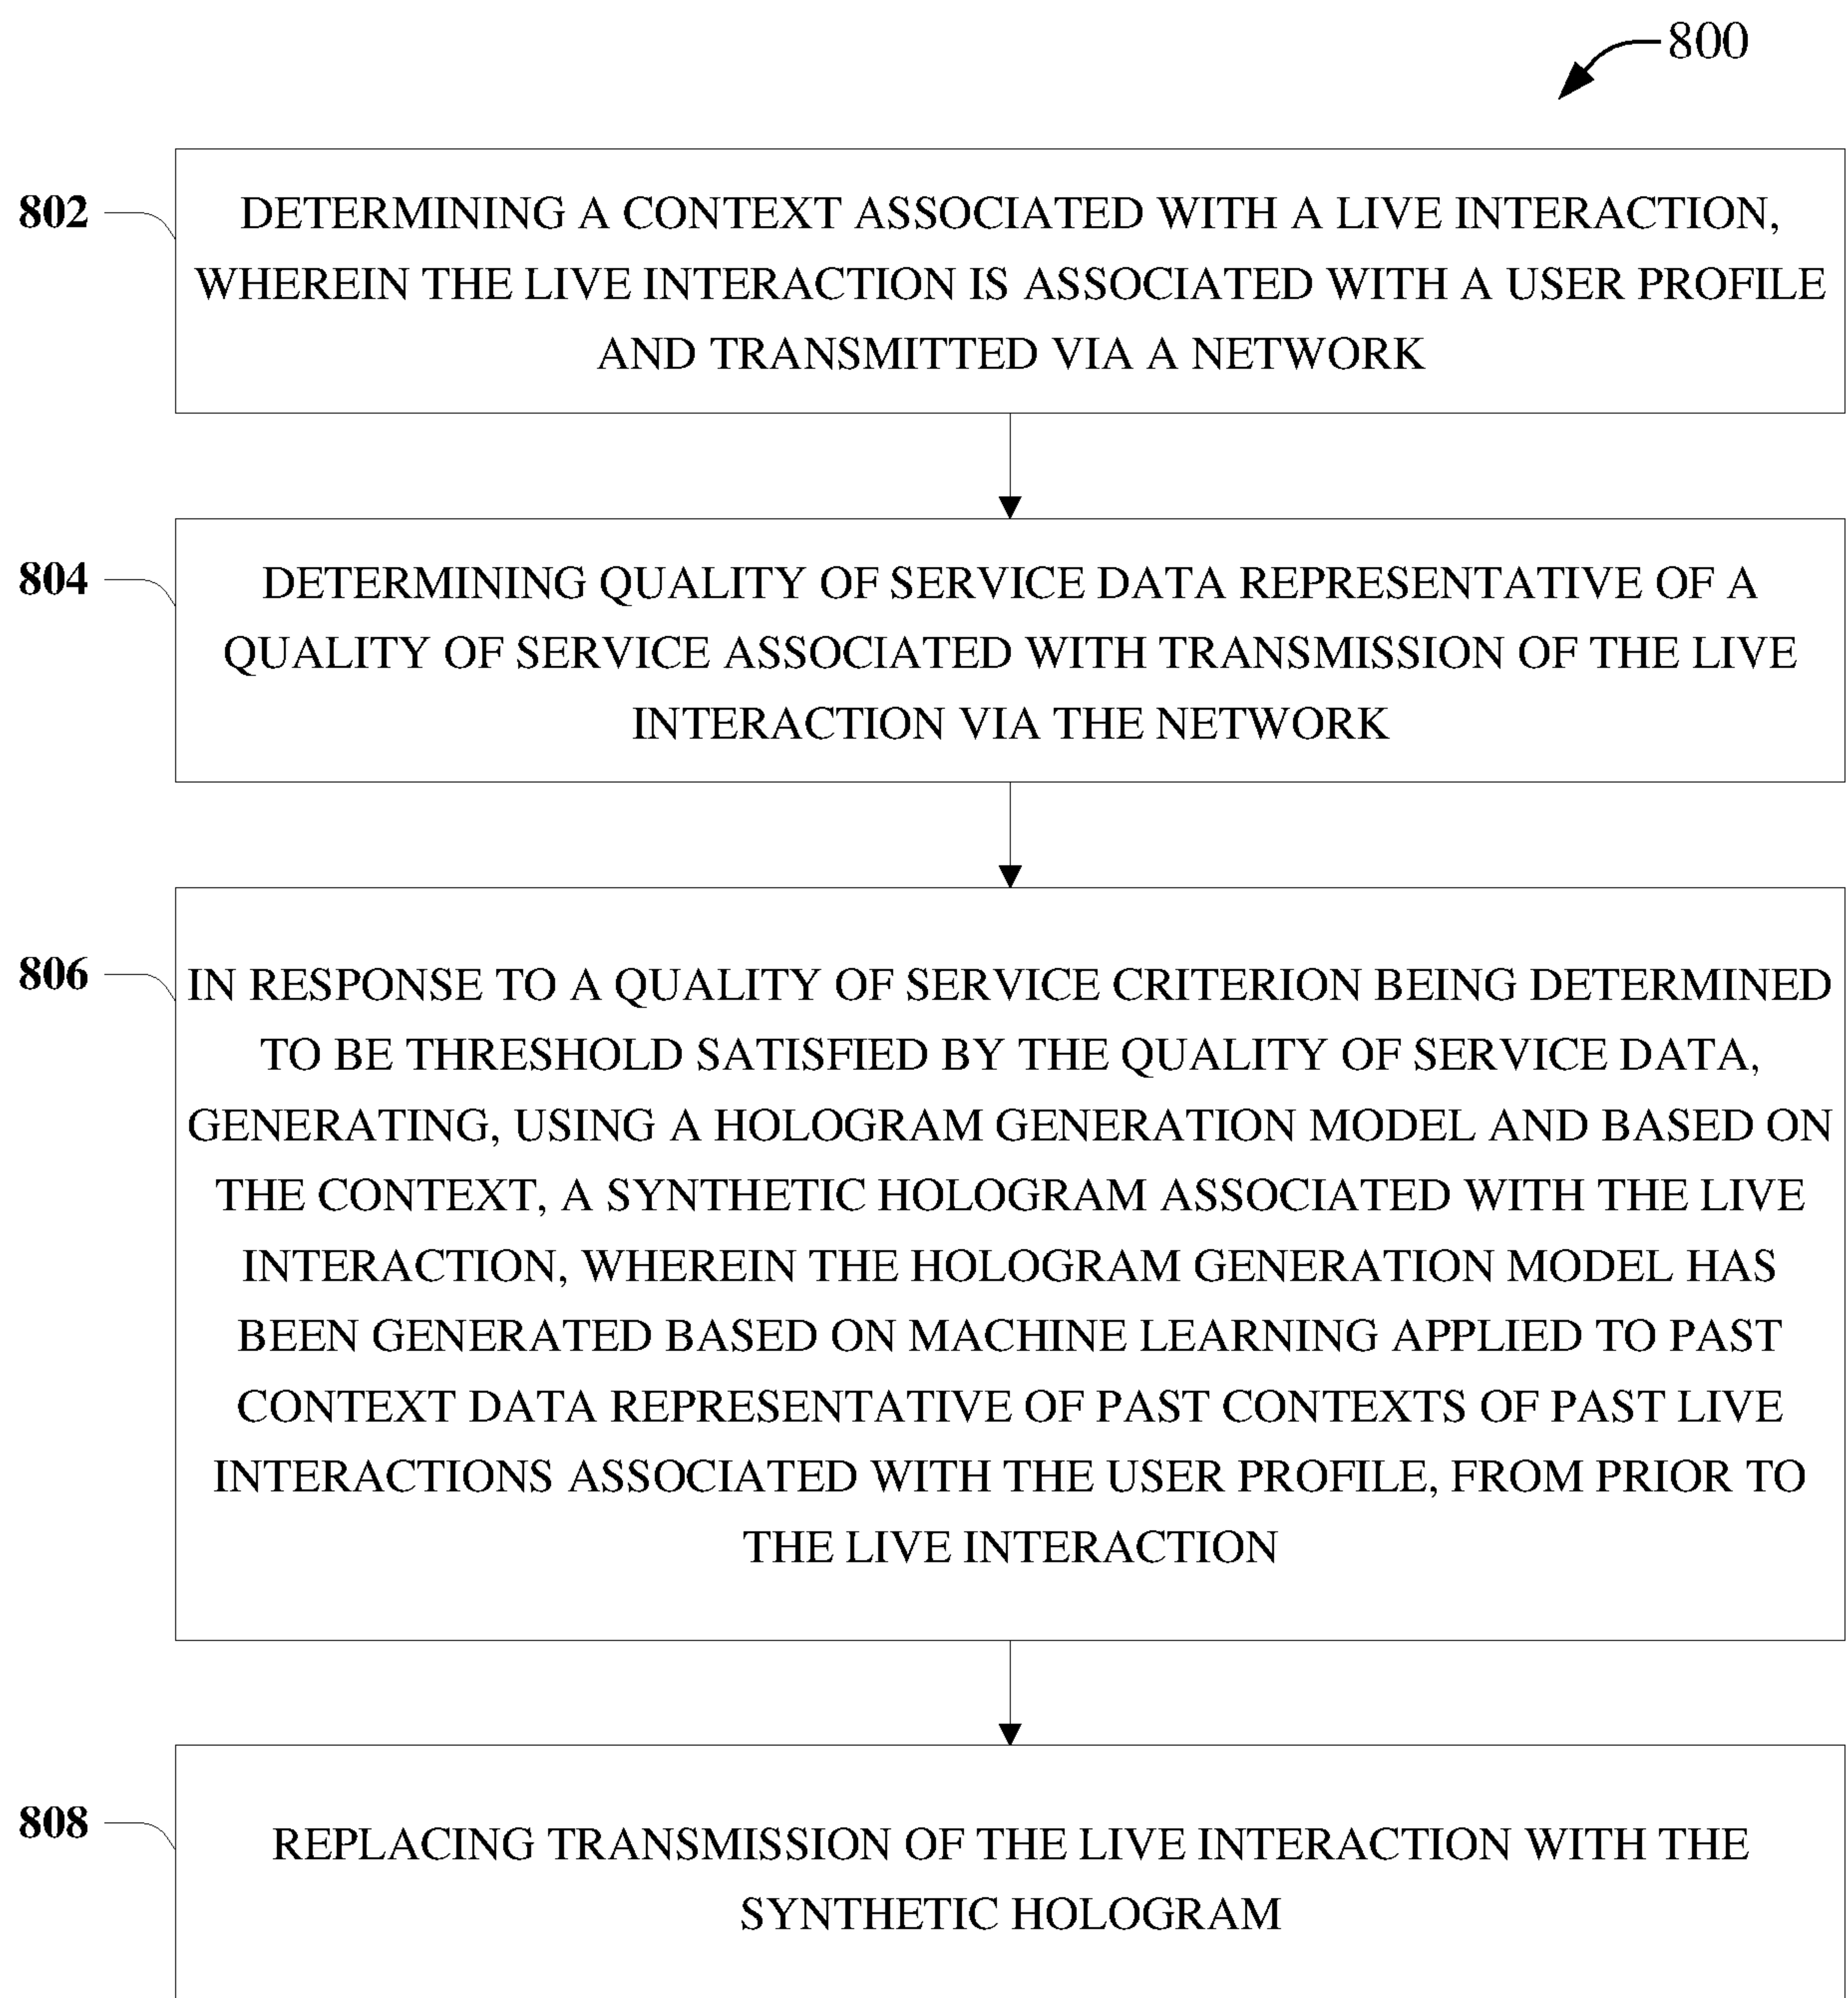 800
802
DETERMINING A CONTEXT ASSOCIATED WITH A LIVE INTERACTION,
WHEREIN THE LIVE INTERACTION IS ASSOCIATED WITH A USER PROFILE
AND TRANSMITTED VIA A NETWORK
804
DETERMINING QUALITY OF SERVICE DATA REPRESENTATIVE OF A
QUALITY OF SERVICE ASSOCIATED WITH TRANSMISSION OF THE LIVE
INTERACTION VIA THE NETWORK
806
IN RESPONSE TO A QUALITY OF SERVICE CRITERION BEING DETERMINED
TO BE THRESHOLD SATISFIED BY THE QUALITY OF SERVICE DATA,
GENERATING, USING A HOLOGRAM GENERATION MODEL AND BASED ON
THE CONTEXT, A SYNTHETIC HOLOGRAM ASSOCIATED WITH THE LIVE
INTERACTION, WHEREIN THE HOLOGRAM GENERATION MODEL HAS
BEEN GENERATED BASED ON MACHINE LEARNING APPLIED TO PAST
CONTEXT DATA REPRESENTATIVE OF PAST CONTEXTS OF PAST LIVE
INTERACTIONS ASSOCIATED WITH THE USER PROFILE, FROM PRIOR TO
THE LIVE INTERACTION
808
REPLACING TRANSMISSION OF THE LIVE INTERACTION WITH THE
SYNTHETIC HOLOGRAM